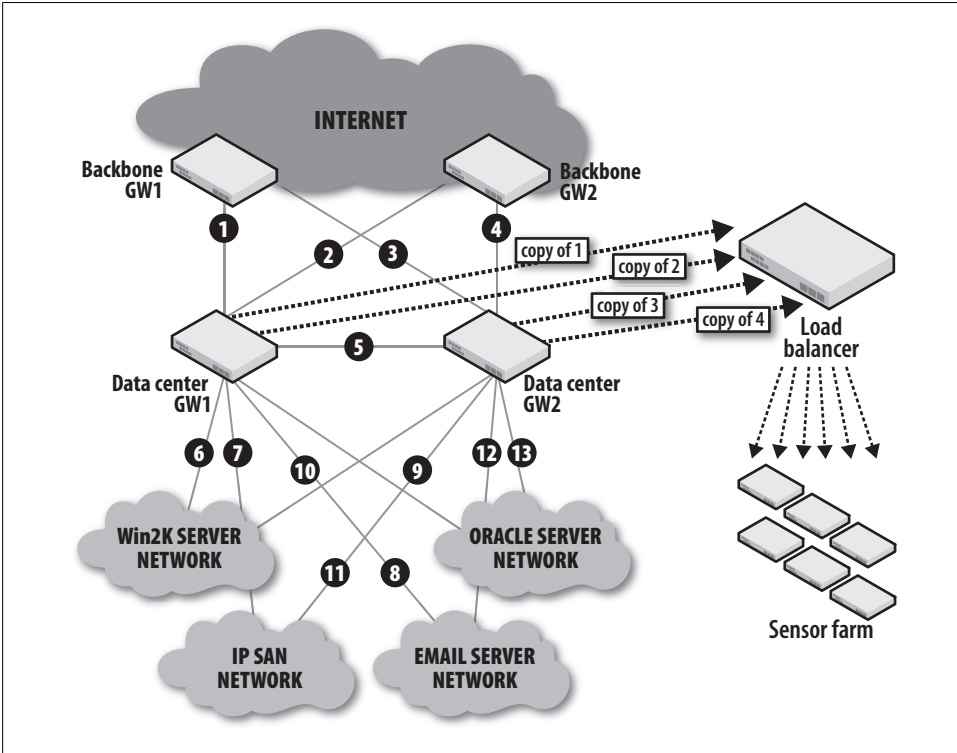 INTERNET
Backbone
GW1
Backbone
GW2
1
2
3
4
copy of 1
copy of 2
copy of 3
copy of 4
Load
balancer
5
Data center
GW1
Data center
GW2
6
7
10
9
12
13
Win2K SERVER
NETWORK
ORACLE SERVER
NETWORK
11
8
IP SAN
NETWORK
EMAIL SERVER
NETWORK
Sensor farm